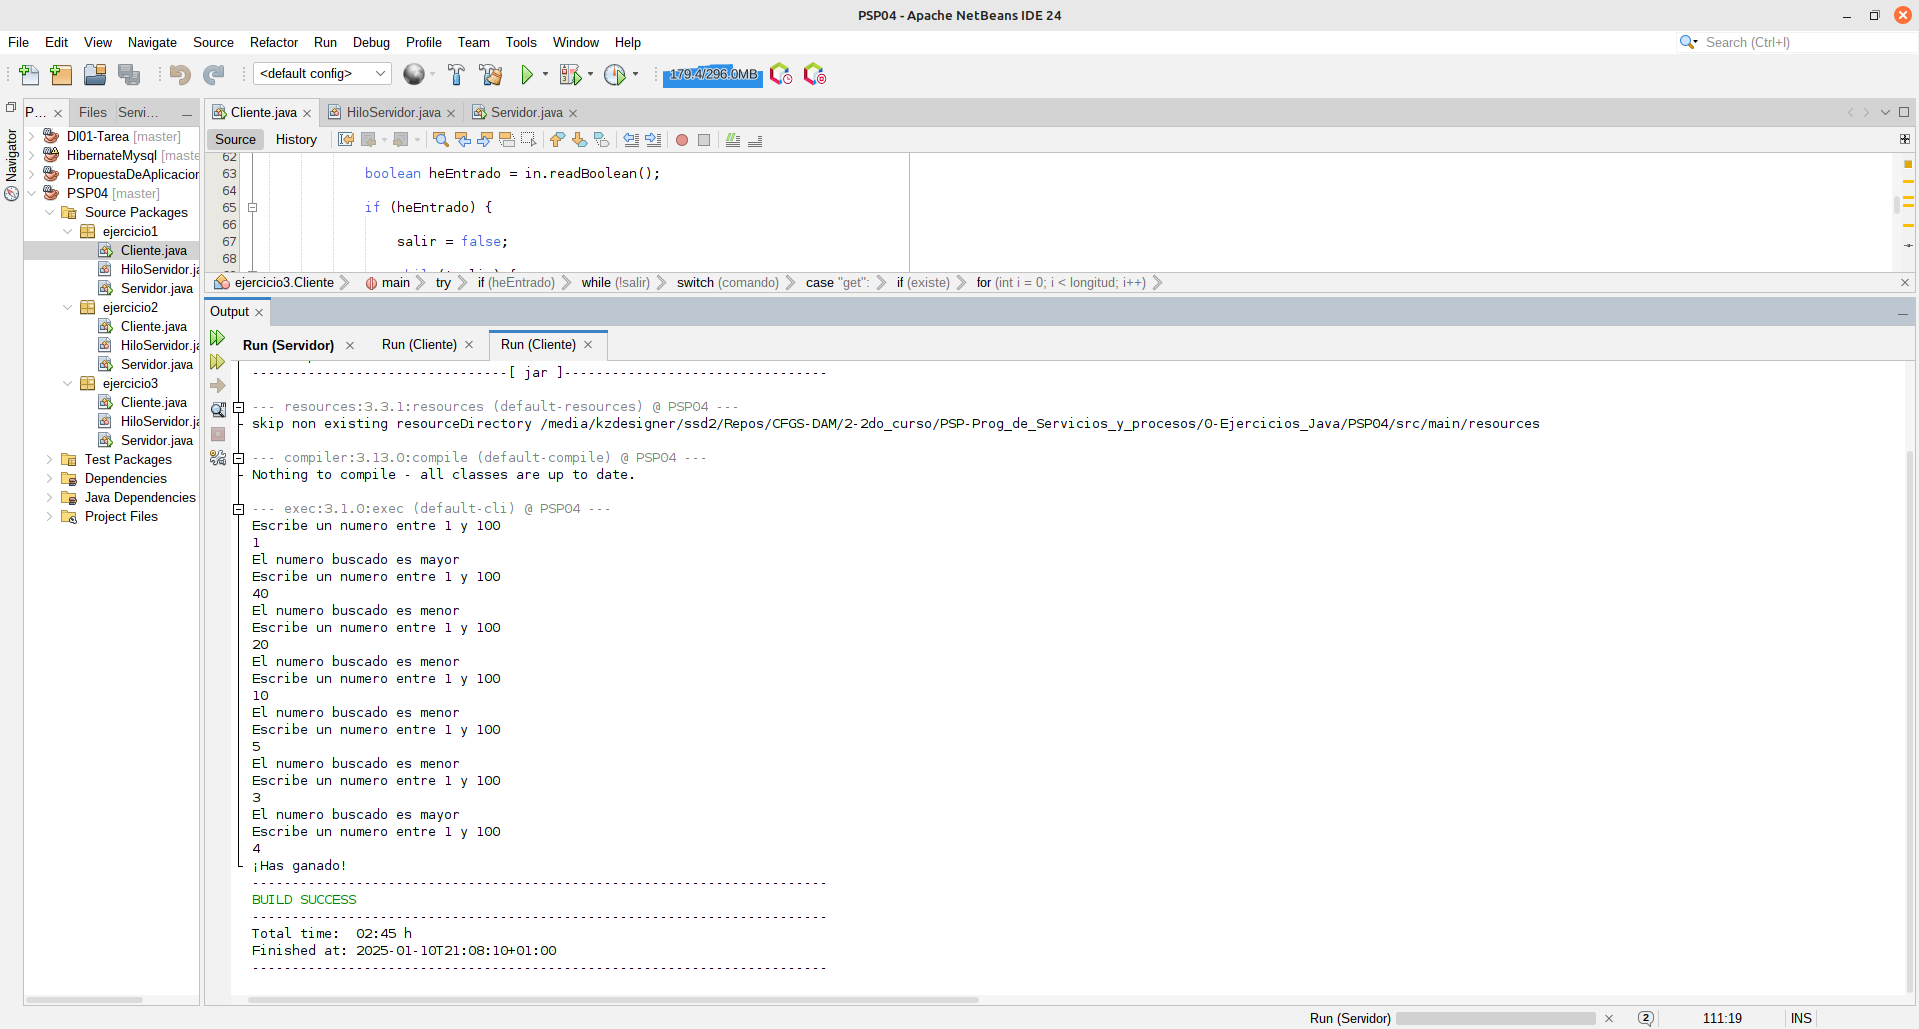 PSP04 - Apache NetBeans IDE 24
File Edit View Navigate Source Refactor Run Debug Profile Team Tools Window Help
Search (Ctrl+I)
<default config>
179.4/296.0MB
P... Files Servi...
Navigator
DI01-Tarea [master]
HibernateMysql [maste
PropuestaDeAplicacion
PSP04 [master]
Source Packages
ejercicio1
Cliente.java
HiloServidor.ja
Servidor.java
ejercicio2
Cliente.java
HiloServidor.ja
Servidor.java
ejercicio3
Cliente.java
HiloServidor.ja
Servidor.java
Test Packages
Dependencies
Java Dependencies
Project Files
Cliente.java HiloServidor.java Servidor.java
Source History
62
63 boolean heEntrado = in.readBoolean();
64
65 if (heEntrado) {
66
67 salir = false;
68
ejercicio3.Cliente main try if (heEntrado) while (!salir) switch (comando) case "get": if (existe) for (int i = 0; i < longitud; i++)
Output
Run (Servidor) Run (Cliente) Run (Cliente)
--------------------------------[ jar ]---------------------------------
--- resources:3.3.1:resources (default-resources) @ PSP04 ---
skip non existing resourceDirectory /media/kzdesigner/ssd2/Repos/CFGS-DAM/2-2do_curso/PSP-Prog_de_Servicios_y_procesos/0-Ejercicios_Java/PSP04/src/main/resources
--- compiler:3.13.0:compile (default-compile) @ PSP04 ---
Nothing to compile - all classes are up to date.
--- exec:3.1.0:exec (default-cli) @ PSP04 ---
Escribe un numero entre 1 y 100
1
El numero buscado es mayor
Escribe un numero entre 1 y 100
40
El numero buscado es menor
Escribe un numero entre 1 y 100
20
El numero buscado es menor
Escribe un numero entre 1 y 100
10
El numero buscado es menor
Escribe un numero entre 1 y 100
5
El numero buscado es menor
Escribe un numero entre 1 y 100
3
El numero buscado es mayor
Escribe un numero entre 1 y 100
4
¡Has ganado!
------------------------------------------------------------------------
BUILD SUCCESS
------------------------------------------------------------------------
Total time:  02:45 h
Finished at: 2025-01-10T21:08:10+01:00
------------------------------------------------------------------------
Run (Servidor) 2 111:19 INS